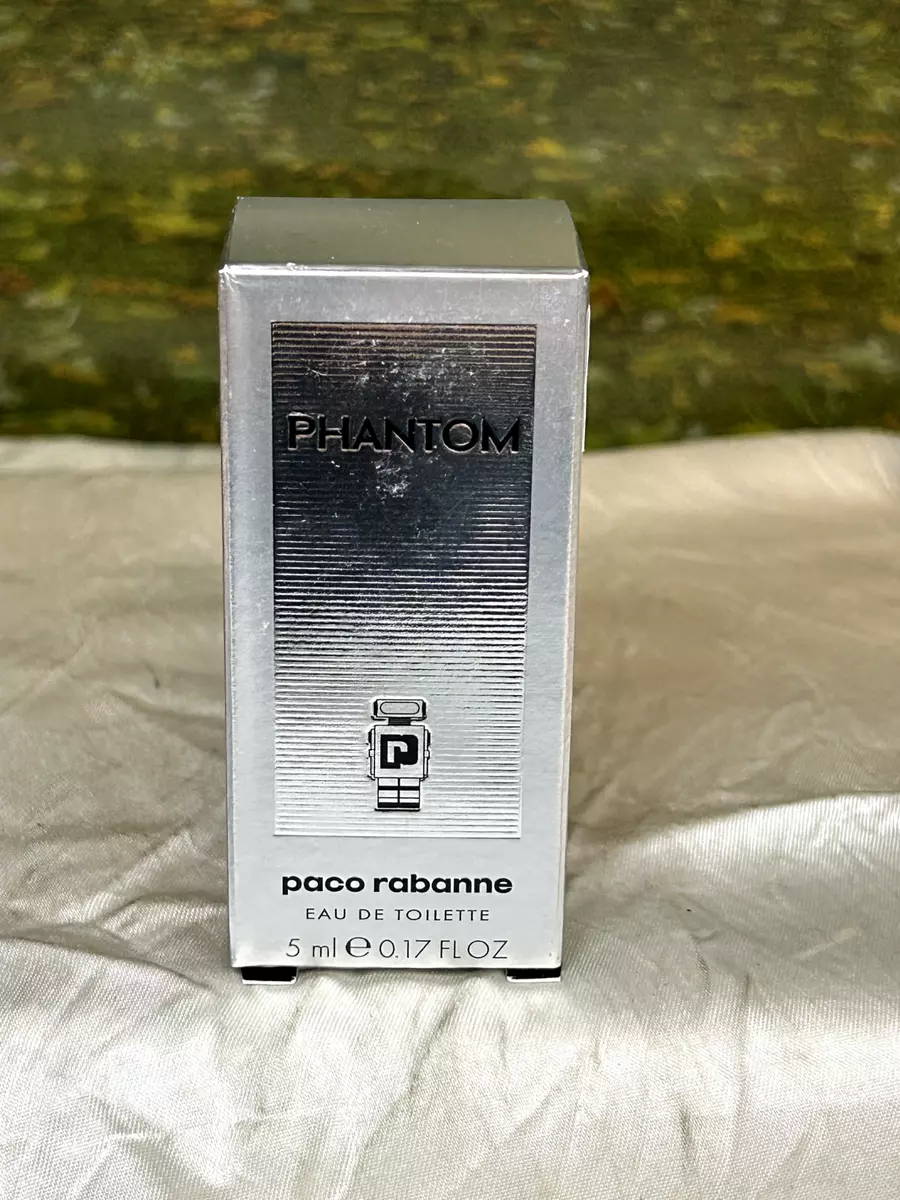 PHANTOM
P
paco rabanne
EAU DE TOILETTE
5 ml ℮ 0.17 FL OZ